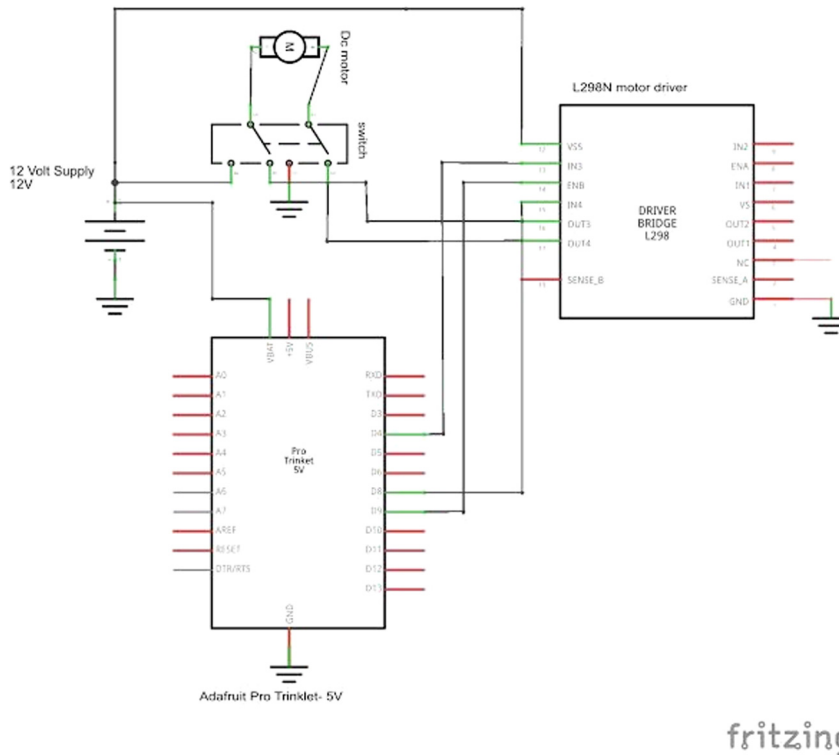 Dc motor
M
switch
12 Volt Supply
12V
L298N motor driver
VSS
IN3
ENB
IN4
OUT3
OUT4
SENSE_B
DRIVER
BRIDGE
L298
IN2
ENA
IN1
VS
OUT2
OUT1
NC
SENSE_A
GND
VBAT
5V+
VBUS
A0
A1
A2
A3
A4
A5
A6
A7
AREF
RESET
DTR/RTS
Pro
Trinket
5V
RXD
TXD
D3
D4
D5
D6
D8
D9
D10
D11
D12
D13
GND
Adafruit Pro Trinklet- 5V